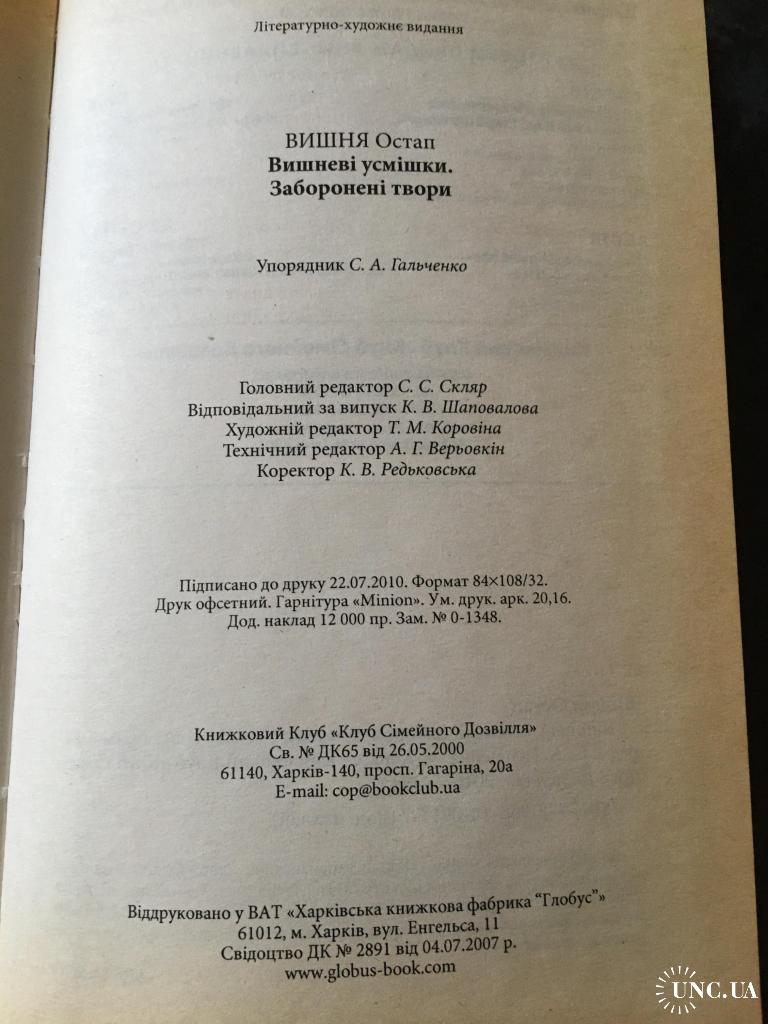 Літературно-художнє видання
ВИШНЯ Остап
Вишневі усмішки.
Заборонені твори
Упорядник С. А. Гальченко
Головний редактор С. С. Скляр
Відповідальний за випуск К. В. Шаповалова
Художній редактор Т. М. Коровіна
Технічний редактор А. Г. Верьовкін
Коректор К. В. Редьковська
Підписано до друку 22.07.2010. Формат 84×108/32.
Друк офсетний. Гарнітура «Minion». Ум. друк. арк. 20,16.
Дод. наклад 12 000 пр. Зам. № 0-1348.
Книжковий Клуб «Клуб Сімейного Дозвілля»
Св. № ДК65 від 26.05.2000
61140, Харків-140, просп. Гагаріна, 20а
E-mail: cop@bookclub.ua
Віддруковано у ВАТ «Харківська книжкова фабрика “Глобус”»
61012, м. Харків, вул. Енгельса, 11
Свідоцтво ДК № 2891 від 04.07.2007 р.
www.globus-book.com
UNC.UA